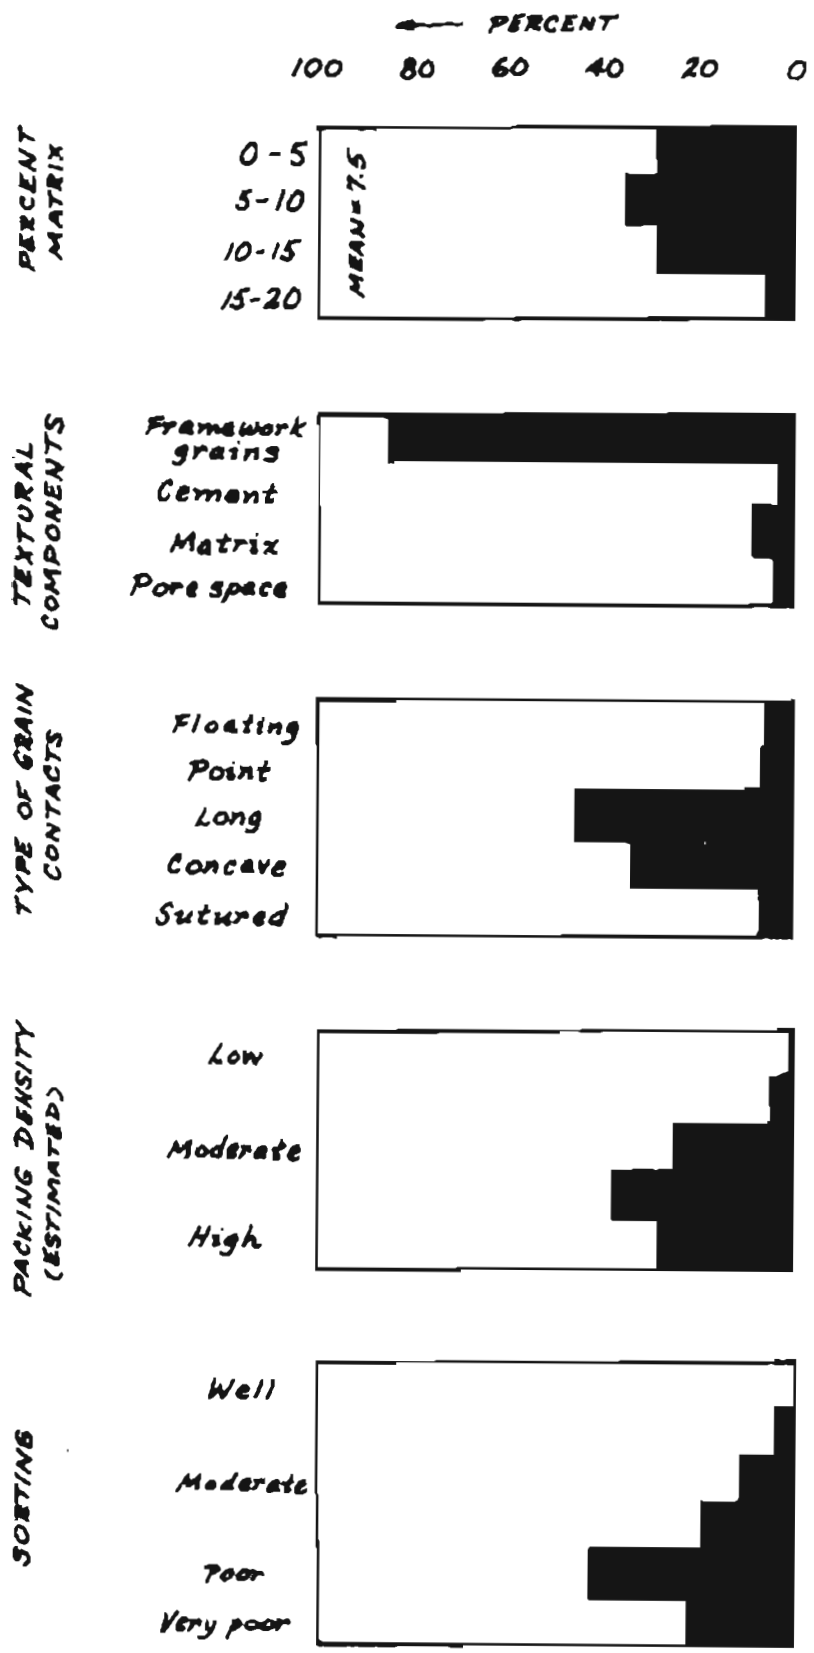 ← PERCENT
100 80 60 40 20 0
PERCENT
MATRIX
0-5
5-10
10-15
15-20
MEAN=7.5
TEXTURAL
COMPONENTS
Framework
grains
Cement
Matrix
Pore space
TYPE OF GRAIN
CONTACTS
Floating
Point
Long
Concave
Sutured
PACKING DENSITY
(ESTIMATED)
Low
Moderate
High
SORTING
Well
Moderate
Poor
Very poor